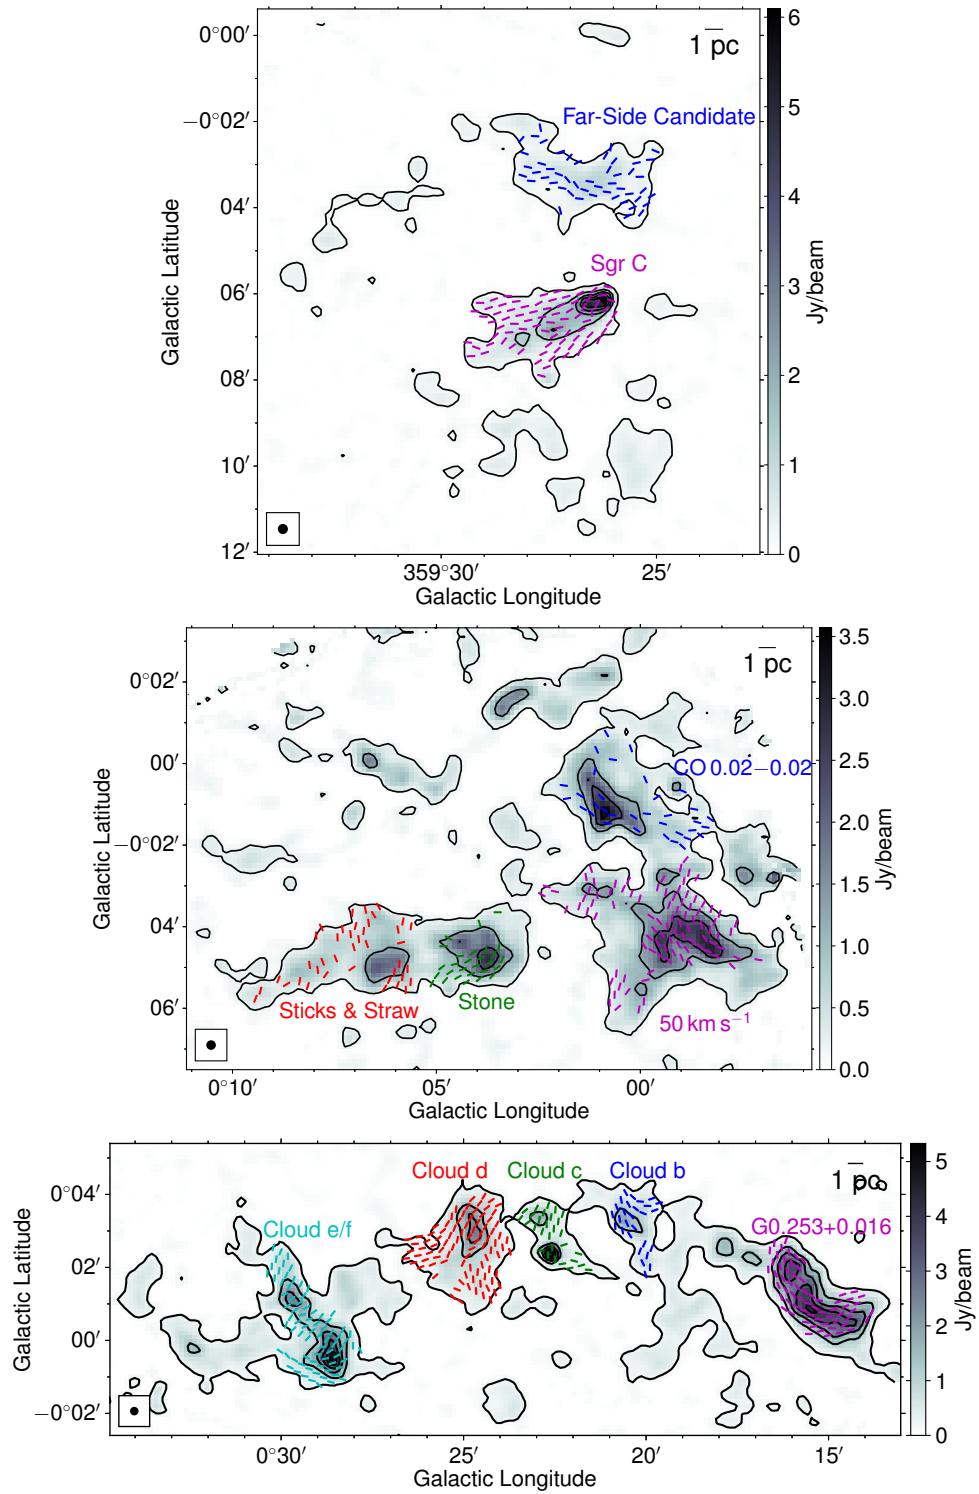 0°00′
−0°02′
04′
06′
08′
10′
12′
Galactic Latitude
1 pc
Far-Side Candidate
Sgr C
359°30′
25′
Galactic Longitude
6
5
4
3
2
1
0
Jy/beam
0°02′
00′
−0°02′
04′
06′
Galactic Latitude
1 pc
CO 0.02−0.02
Sticks & Straw
Stone
50 km s⁻¹
0°10′
05′
00′
Galactic Longitude
3.5
3.0
2.5
2.0
1.5
1.0
0.5
0.0
Jy/beam
0°04′
02′
00′
−0°02′
Galactic Latitude
Cloud d
Cloud c
Cloud b
1 pc
Cloud e/f
G0.253+0.016
0°30′
25′
20′
15′
Galactic Longitude
5
4
3
2
1
0
Jy/beam